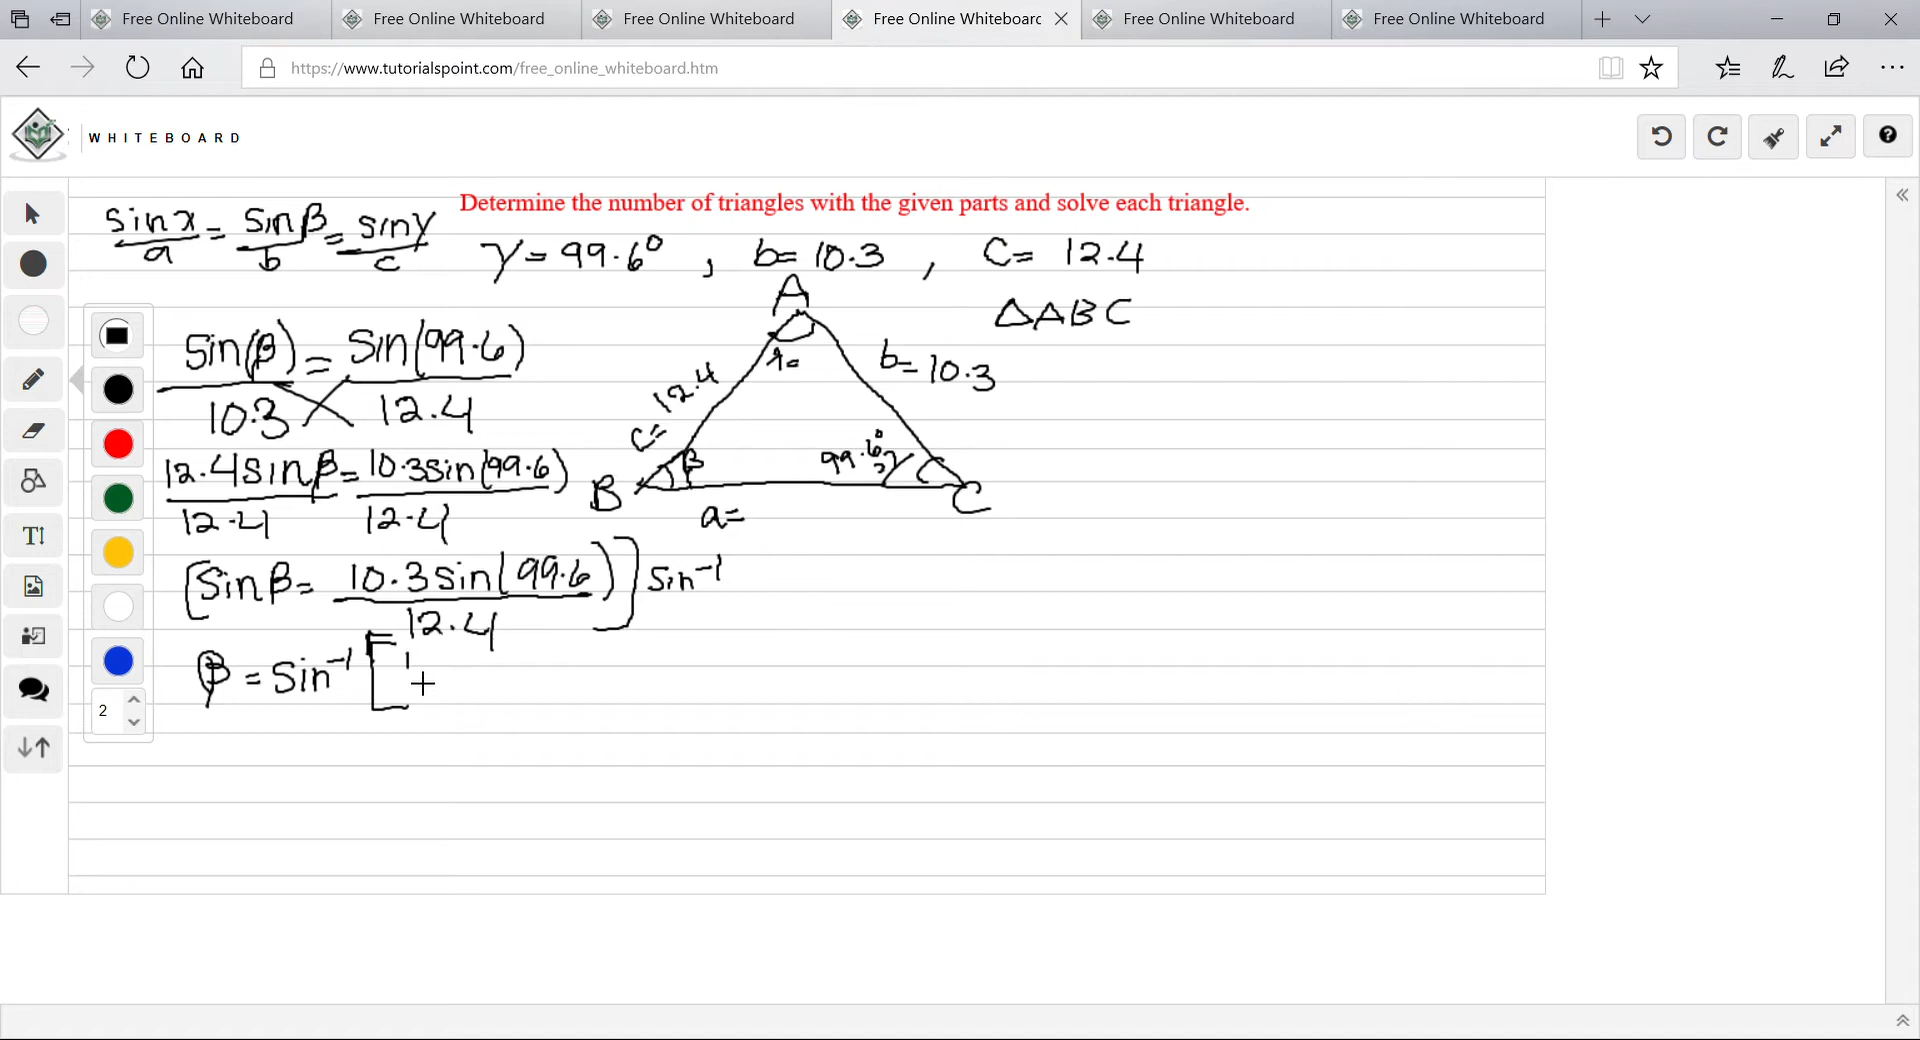 Free Online Whiteboard
Free Online Whiteboard
Free Online Whiteboard
Free Online Whiteboard
Free Online Whiteboard
Free Online Whiteboard
https://www.tutorialspoint.com/free_online_whiteboard.htm
WHITEBOARD
Determine the number of triangles with the given parts and solve each triangle.
sin x/a = sin β/b = sin γ/c
γ = 99.6° , b = 10.3 , C = 12.4
A
△ABC
Sin(β)/10.3 = Sin(99.6)/12.4
c = 12.4
b = 10.3
12.4 sin β/12.4 = 10.3 sin(99.6)/12.4
β
99.6°
γ
B
C
a =
[Sin β = 10.3 sin(99.6)/12.4] sin⁻¹
β = Sin⁻¹ [
2
T